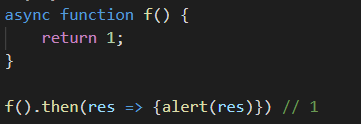 async function f() {
    return 1;
}

f().then(res => {alert(res)}) // 1